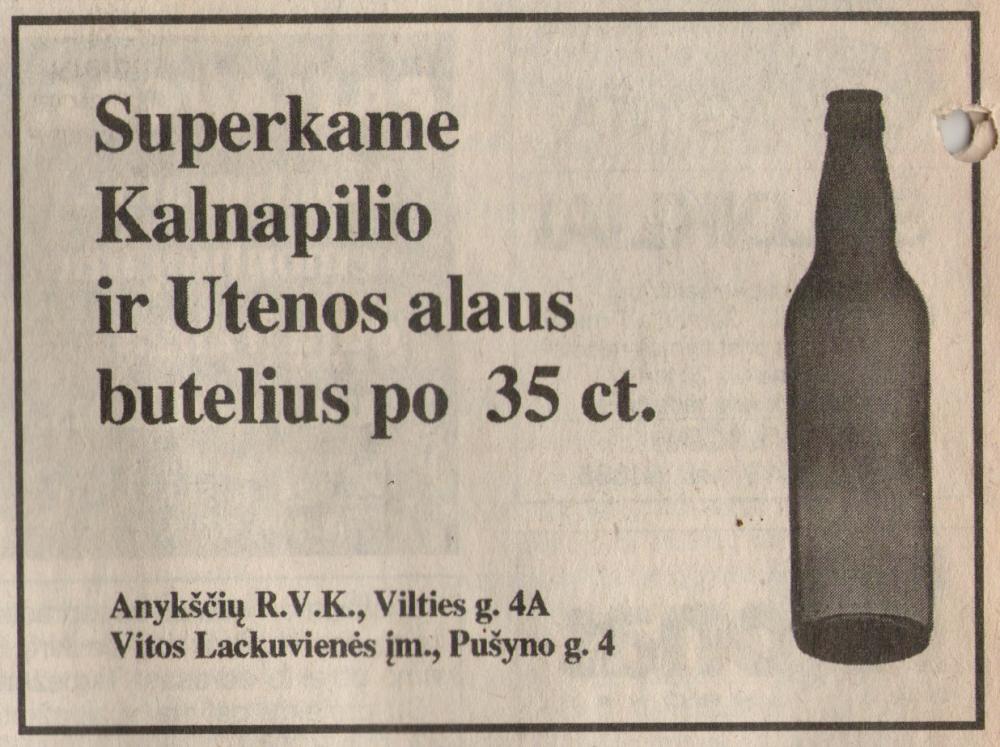 Superkame
Kalnapilio
ir Utenos alaus
butelius po 35 ct.
Anykščių R.V.K., Vilties g. 4A
Vitos Lackuvienės įm., Pušyno g. 4